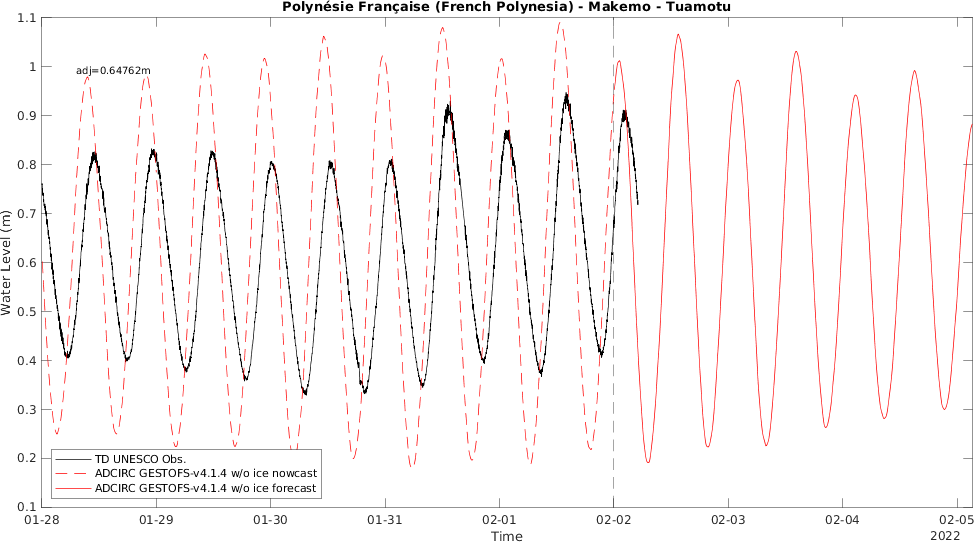 Polynésie Française (French Polynesia) - Makemo - Tuamotu
1.1
1
0.9
0.8
0.7
0.6
0.5
0.4
0.3
0.2
0.1
Water Level (m)
adj=0.64762m
TD UNESCO Obs.
ADCIRC GESTOFS-v4.1.4 w/o ice nowcast
ADCIRC GESTOFS-v4.1.4 w/o ice forecast
01-28 01-29 01-30 01-31 02-01 02-02 02-03 02-04 02-05
Time
2022